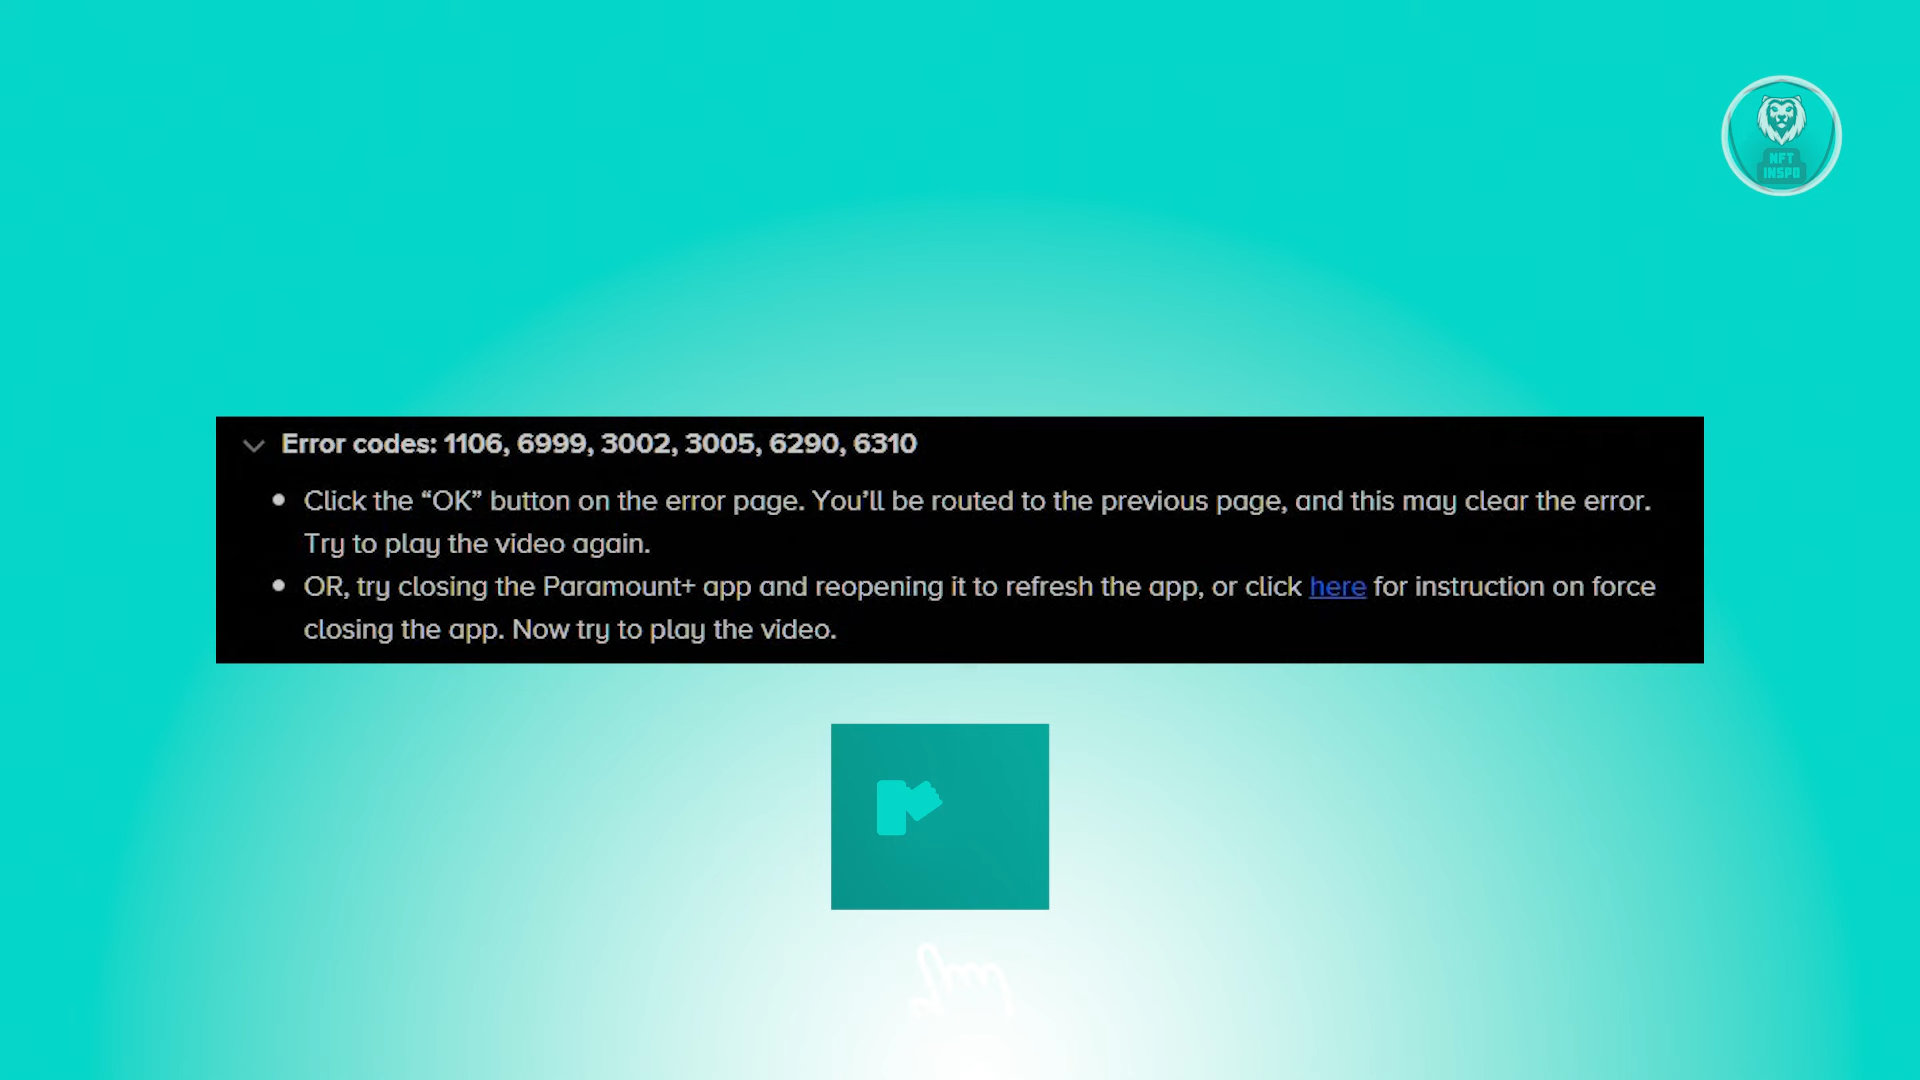 NFT
INSPO
Error codes: 1106, 6999, 3002, 3005, 6290, 6310
• Click the “OK” button on the error page. You’ll be routed to the previous page, and this may clear the error.
Try to play the video again.
• OR, try closing the Paramount+ app and reopening it to refresh the app, or click here for instruction on force
closing the app. Now try to play the video.